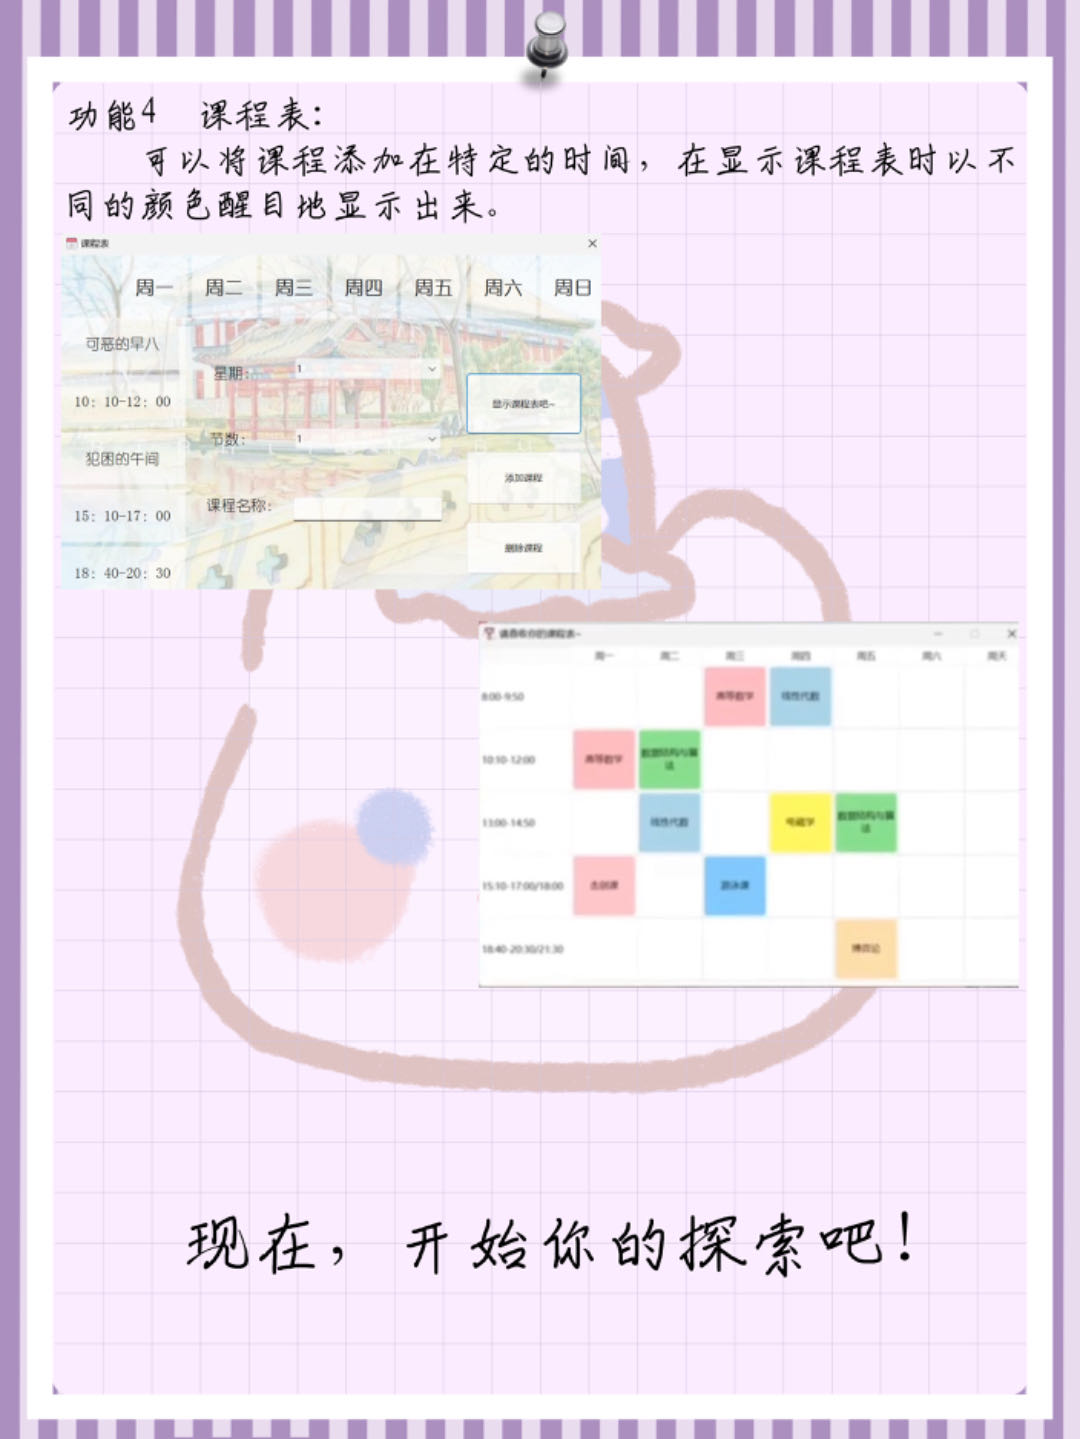 功能4 课程表：
可以将课程添加在特定的时间，在显示课程表时以不
同的颜色醒目地显示出来。
课程表
周一 周二 周三 周四 周五 周六 周日
可恶的早八
星期： 1
显示课程表吧~
10：10-12：00
节数： 1
犯困的午间
添加课程
课程名称：
15：10-17：00
删除课程
18：40-20：30
请查收你的课程表~
周一 周二 周三 周四 周五 周六 周天
8:00-9:50 高等数学 线性代数
10:10-12:00 高等数学 数据结构与算
法
13:00-14:50 线性代数 电磁学 数据结构与算
法
15:10-17:00/18:00 击剑课 游泳课
18:40-20:30/21:30 博弈论
现在，开始你的探索吧！